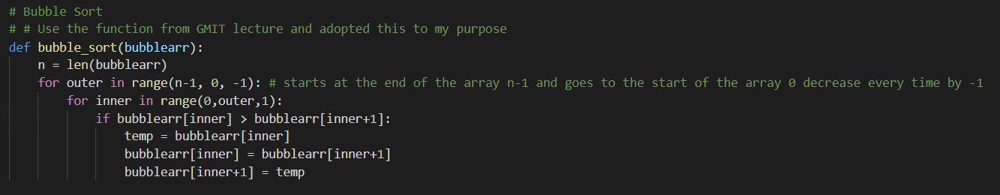 # Bubble Sort
# # Use the function from GMIT lecture and adopted this to my purpose
def bubble_sort(bubblearr):
    n = len(bubblearr)
    for outer in range(n-1, 0, -1): # starts at the end of the array n-1 and goes to the start of the array 0 decrease every time by -1
        for inner in range(0,outer,1):
            if bubblearr[inner] > bubblearr[inner+1]:
                temp = bubblearr[inner]
                bubblearr[inner] = bubblearr[inner+1]
                bubblearr[inner+1] = temp